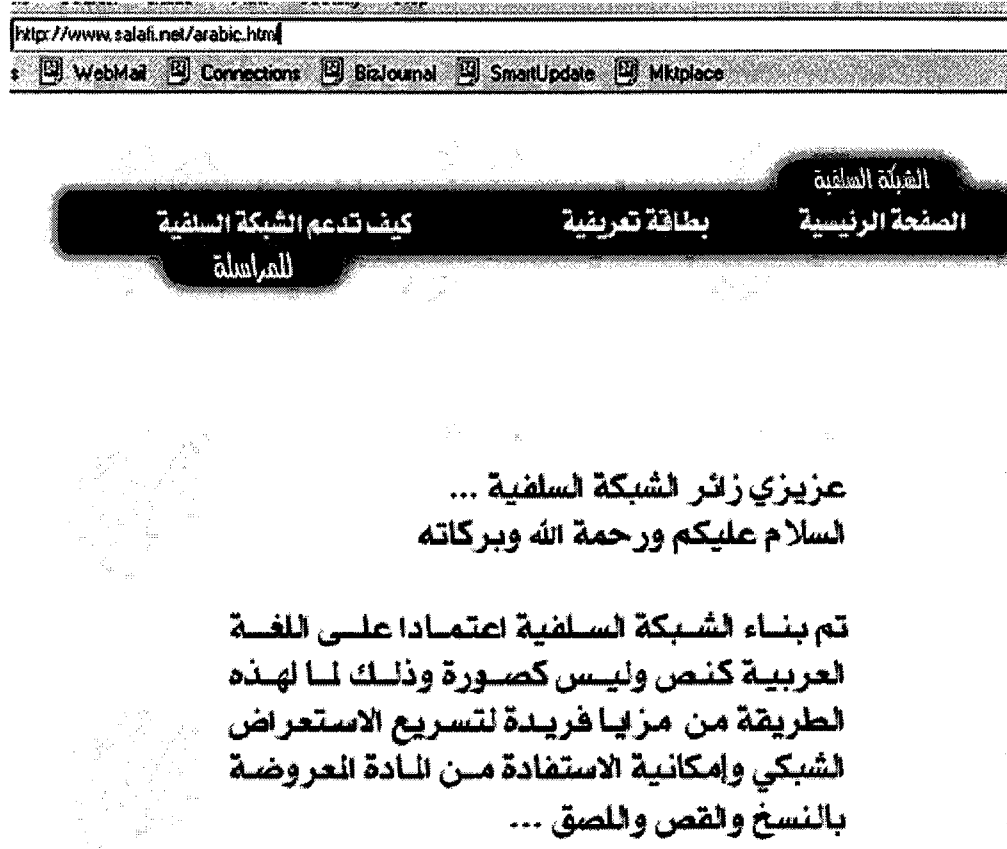 http://www.salafi.net/arabic.html
s WebMail Connections BizJournal SmartUpdate Mktplace
الشبكة السلفية
الصفحة الرئيسية بطاقة تعريفية كيف تدعم الشبكة السلفية
للمراسلة
عزيزي زائر الشبكة السلفية ...
السلام عليكم ورحمة الله وبركاته
تم بناء الشبكة السلفية اعتمادا على اللغة
العربية كنص وليس كصورة وذلك لما لهذه
الطريقة من مزايا فريدة لتسريع الاستعراض
الشبكي وإمكانية الاستفادة من المادة المعروضة
بالنسخ والقص واللصق ...